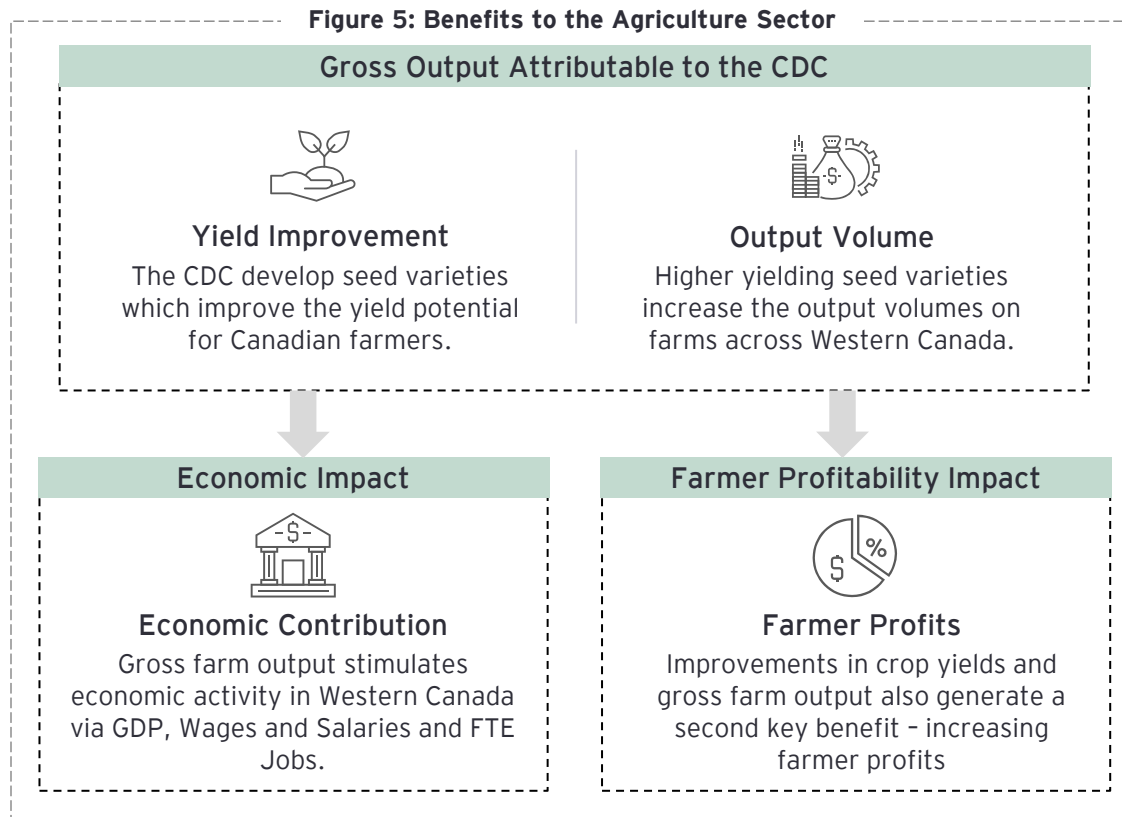 Figure 5: Benefits to the Agriculture Sector
Gross Output Attributable to the CDC
Yield Improvement
The CDC develop seed varieties
which improve the yield potential
for Canadian farmers.
$
Output Volume
Higher yielding seed varieties
increase the output volumes on
farms across Western Canada.
Economic Impact
$
Economic Contribution
Gross farm output stimulates
economic activity in Western Canada
via GDP, Wages and Salaries and FTE
Jobs.
Farmer Profitability Impact
$ %
Farmer Profits
Improvements in crop yields and
gross farm output also generate a
second key benefit – increasing
farmer profits